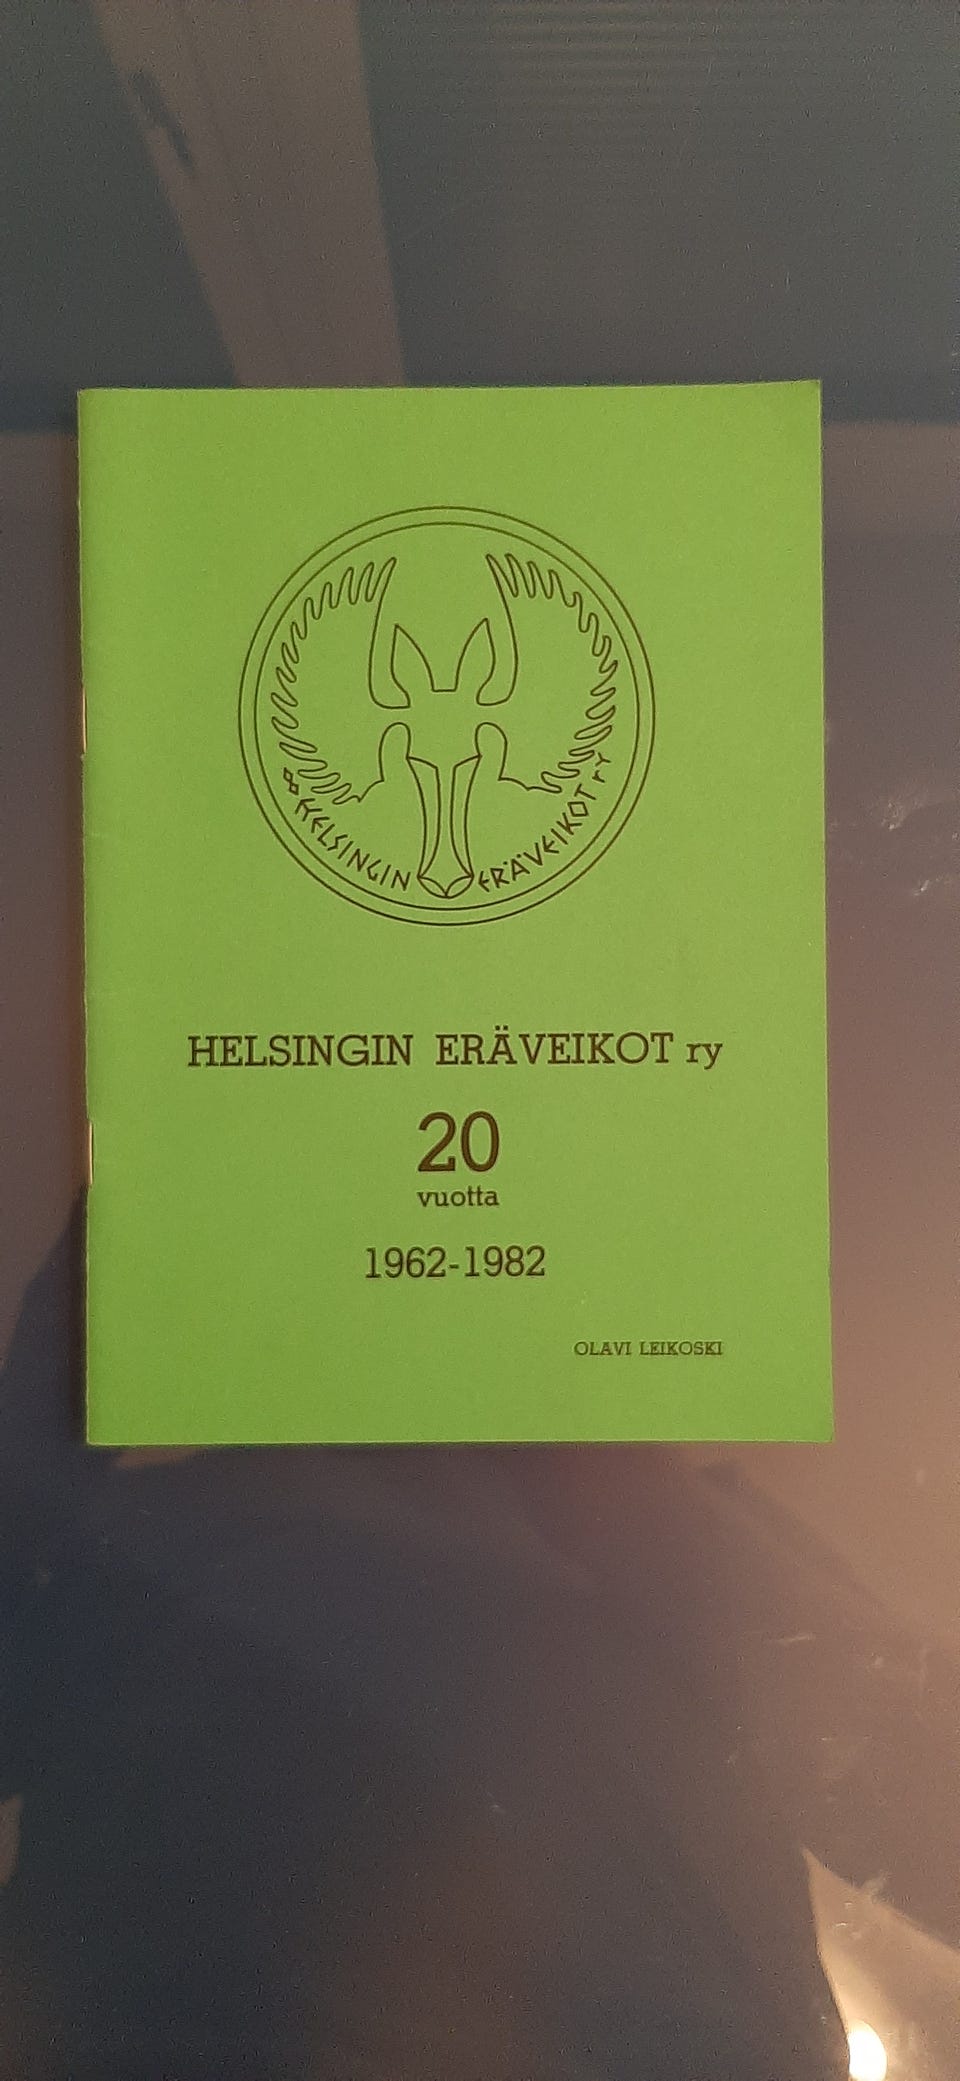 HELSINGIN ERÄVEIKOT ry
HELSINGIN ERÄVEIKOT ry
20
vuotta
1962-1982
OLAVI LEIKOSKI